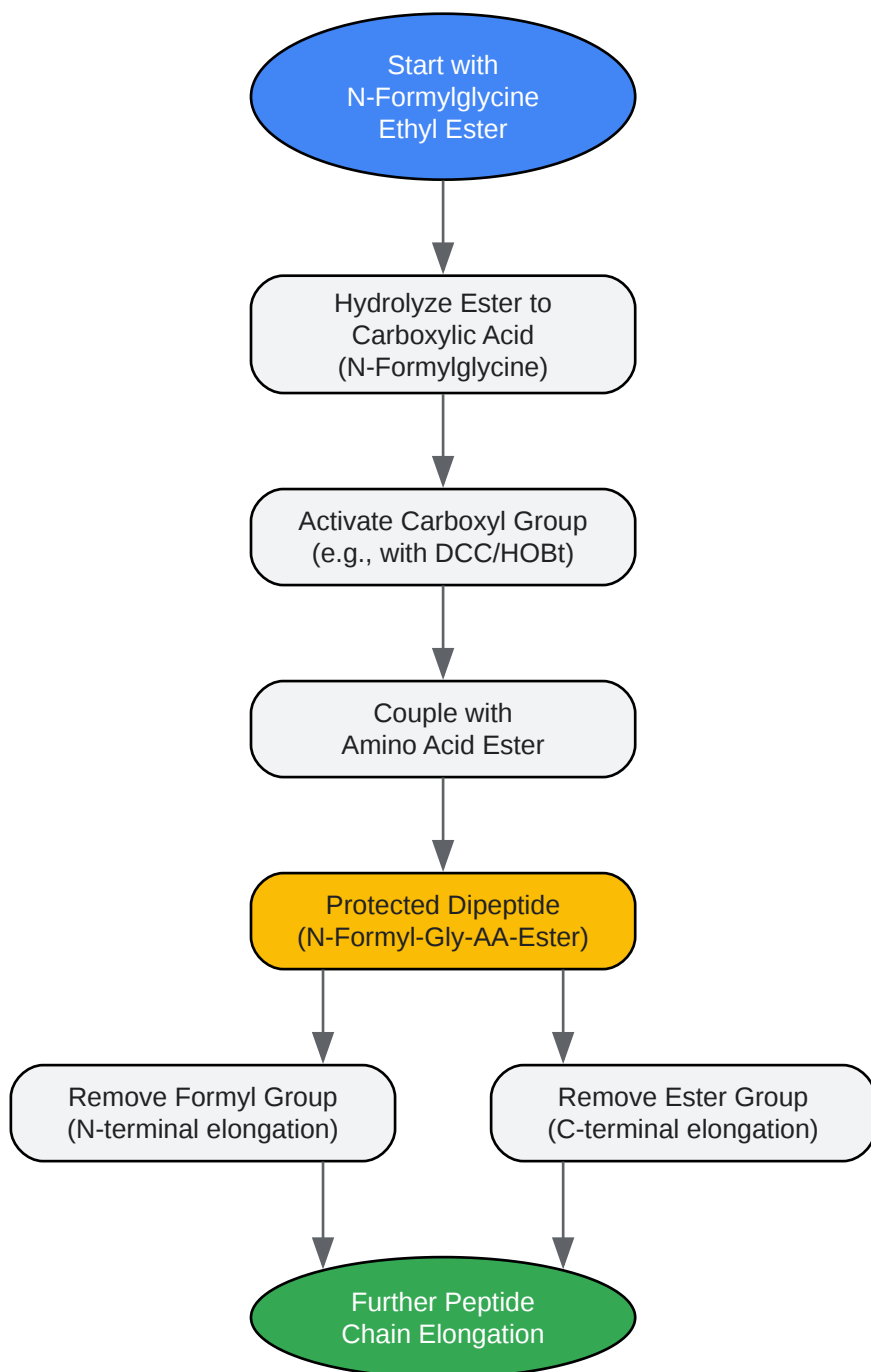 Start with
N-Formylglycine
Ethyl Ester
Hydrolyze Ester to
Carboxylic Acid
(N-Formylglycine)
Activate Carboxyl Group
(e.g., with DCC/HOBt)
Couple with
Amino Acid Ester
Protected Dipeptide
(N-Formyl-Gly-AA-Ester)
Remove Formyl Group
(N-terminal elongation)
Remove Ester Group
(C-terminal elongation)
Further Peptide
Chain Elongation